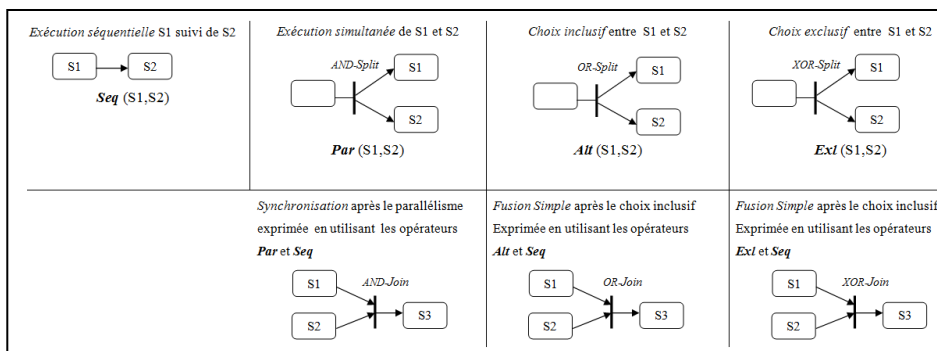 Exécution séquentielle S1 suivi de S2
S1
S2
Seq (S1,S2)
Exécution simultanée de S1 et S2
AND-Split
S1
S2
Par (S1,S2)
Choix inclusif entre S1 et S2
OR-Split
S1
S2
Alt (S1,S2)
Choix exclusif entre S1 et S2
XOR-Split
S1
S2
Exl (S1,S2)
Synchronisation après le parallélisme
exprimée en utilisant les opérateurs
Par et Seq
S1
AND-Join
S2
S3
Fusion Simple après le choix inclusif
Exprimée en utilisant les opérateurs
Alt et Seq
S1
OR-Join
S2
S3
Fusion Simple après le choix inclusif
Exprimée en utilisant les opérateurs
Exl et Seq
S1
XOR-Join
S2
S3